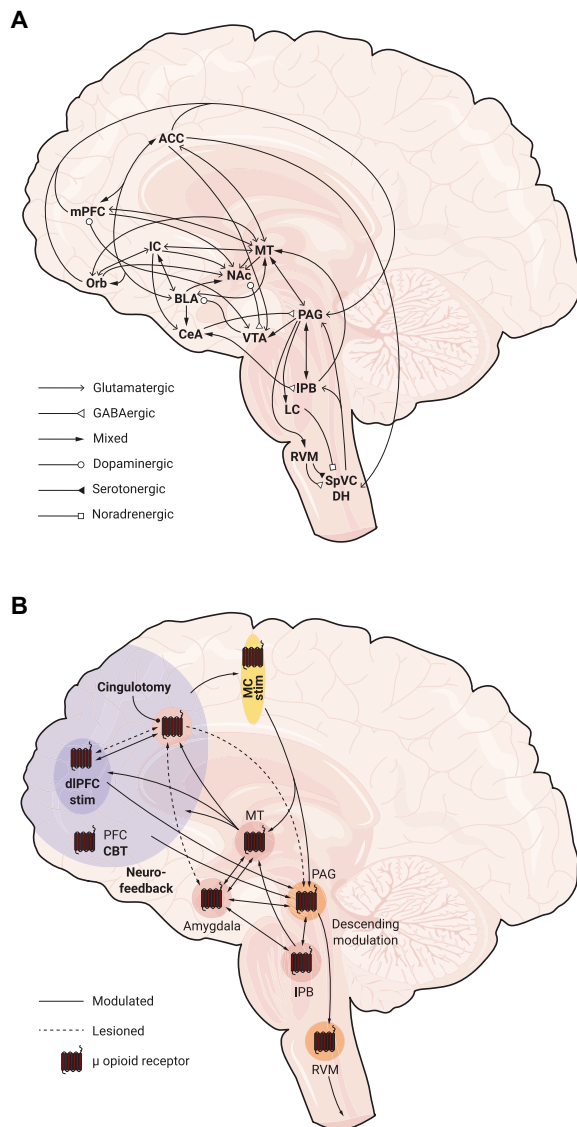 A
ACC
mPFC
IC
MT
Orb
NAc
BLA
CeA
VTA
PAG
lPB
LC
RVM
SpVC
DH
Glutamatergic
GABAergic
Mixed
Dopaminergic
Serotonergic
Noradrenergic
B
Cingulotomy
MC
stim
dlPFC
stim
PFC
CBT
Neuro-
feedback
MT
Amygdala
PAG
Descending
modulation
lPB
RVM
Modulated
Lesioned
μ opioid receptor